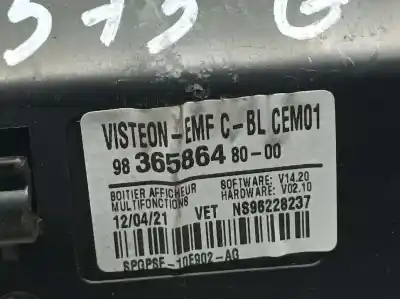 575 G
VISTEON-EMF C-BL CEM01
98 365864 80-00
BOITIER AFFICHEUR
MULTIFONCTIONS
SOFTWARE: V14.20
HARDWARE: V02.10
12/04/21 VET NS96228237